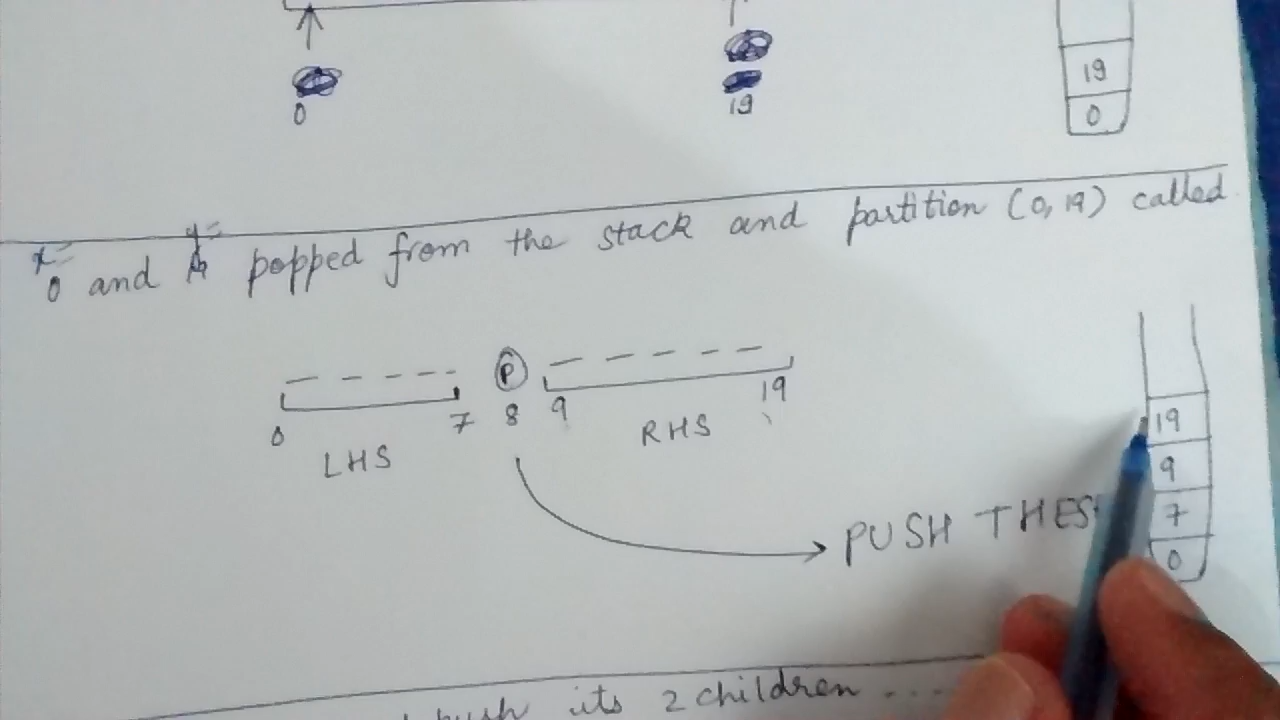 0 19 19
0
x=
0 and popped from the stack and partition (0, 19) called
P
0 7 8 9 19
LHS RHS
19
9
7
0
PUSH THES
push its 2 children ....